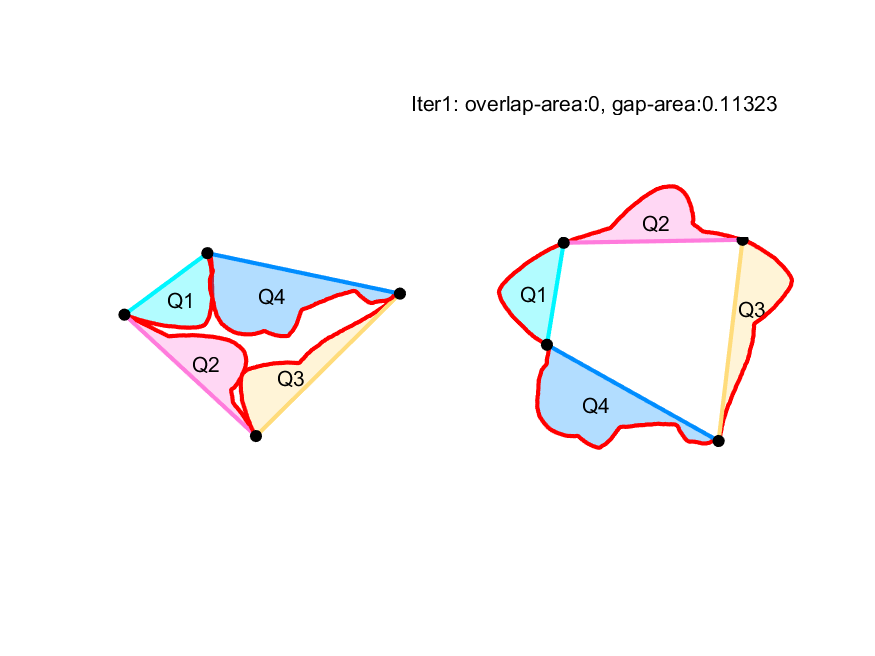 Iter1: overlap-area:0, gap-area:0.11323
Q1
Q4
Q2
Q3
Q2
Q1
Q3
Q4